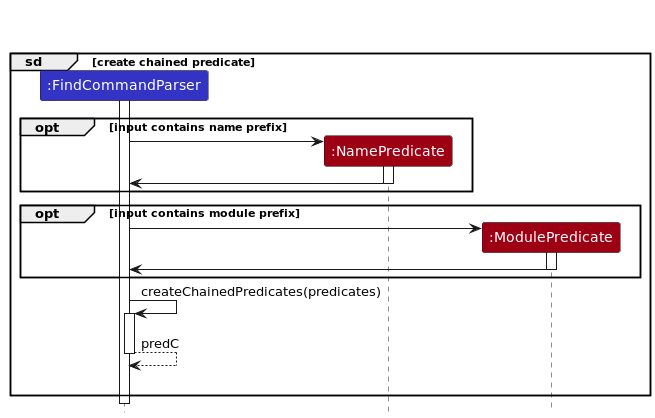 sd [create chained predicate]
:FindCommandParser
opt [input contains name prefix]
:NamePredicate
opt [input contains module prefix]
:ModulePredicate
createChainedPredicates(predicates)
predC